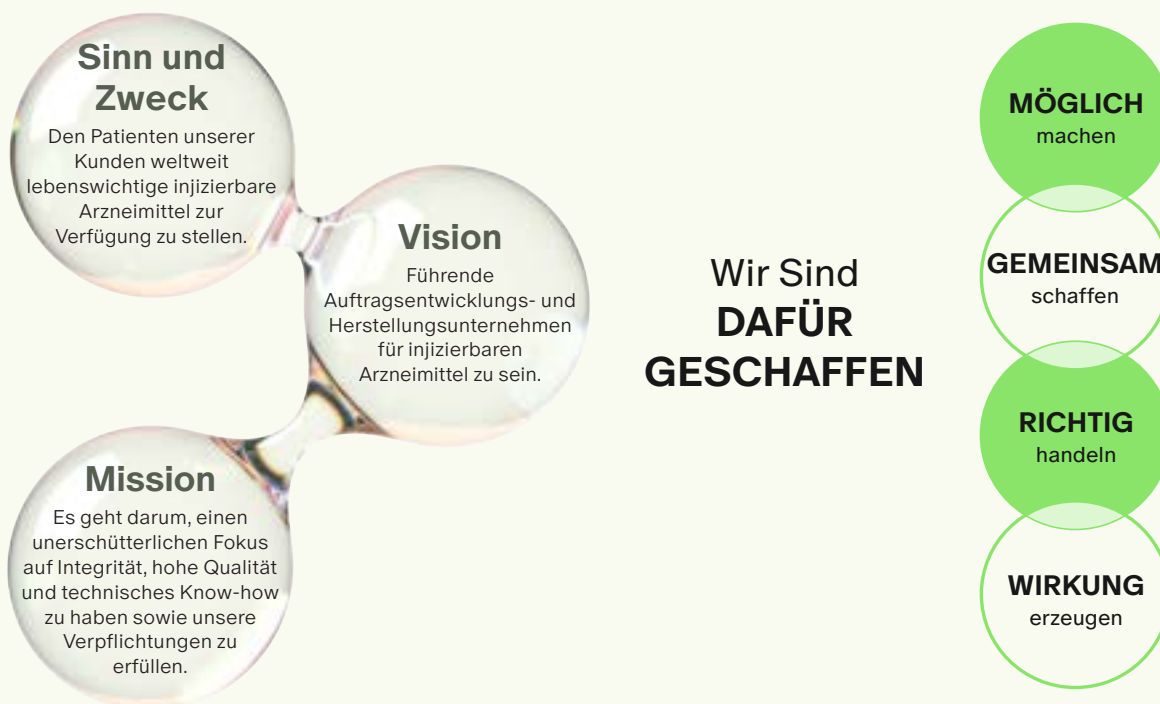 Sinn und
Zweck
Den Patienten unserer
Kunden weltweit
lebenswichtige injizierbare
Arzneimittel zur
Verfügung zu stellen.
Vision
Führende
Auftragsentwicklungs- und
Herstellungsunternehmen
für injizierbaren
Arzneimittel zu sein.
Mission
Es geht darum, einen
unerschütterlichen Fokus
auf Integrität, hohe Qualität
und technisches Know-how
zu haben sowie unsere
Verpflichtungen zu
erfüllen.
Wir Sind
DAFÜR
GESCHAFFEN
MÖGLICH
machen
GEMEINSAM
schaffen
RICHTIG
handeln
WIRKUNG
erzeugen